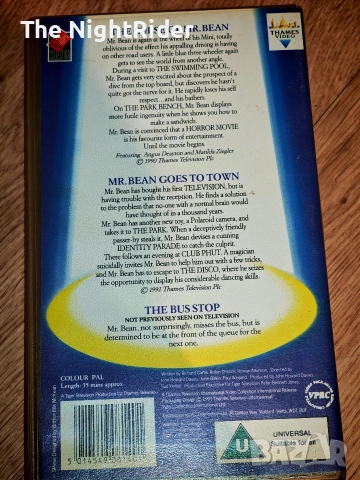 Tame - The NightRider
THAMES
VIDEO
MR. BEAN
Mr. Bean is again at the wheel of his Mini, totally
oblivious of the effect his appalling driving is having
on other road users. A little blue three-wheeler again
gets to see the world from another angle.
During a visit to THE SWIMMING POOL,
Mr. Bean gets very excited about the prospect of a
dive from the top board, but discovers he hasn't
quite got the nerve for it. He rapidly loses his self
respect… and his bathers.
On THE PARK BENCH, Mr. Bean displays
more futile ingenuity when he shows you how to
make a sandwich.
Mr. Bean is convinced that a HORROR MOVIE
is his favourite form of entertainment.
Until the movie begins.
Featuring Angus Deayton and Matilda Ziegler
© 1990 Thames Television Plc
MR. BEAN GOES TO TOWN
Mr. Bean has bought his first TELEVISION, but is
having trouble with the reception. He finds a solution
to the problem that no-one with a normal brain would
have thought of in a thousand years.
Mr. Bean has another new toy, a Polaroid camera, and
takes it to THE PARK. When a deceptively friendly
passer-by steals it, Mr. Bean devises a cunning
IDENTITY PARADE to catch the culprit.
There follows an evening at CLUB PHUT. A magician
suicidally invites Mr. Bean to help him out with a few tricks,
and Mr. Bean has to escape to THE DISCO, where he seizes
the opportunity to display his considerable dancing skills.
© 1991 Thames Television Plc
THE BUS STOP
NOT PREVIOUSLY SEEN ON TELEVISION
Mr. Bean, not surprisingly, misses the bus, but is
determined to be at the front of the queue for the
next one.
COLOUR PAL
Length: 75 mins approx
A Tiger Television Production for Thames Television
VPRC
U
UNIVERSAL
Suitable for all
bazar.bg